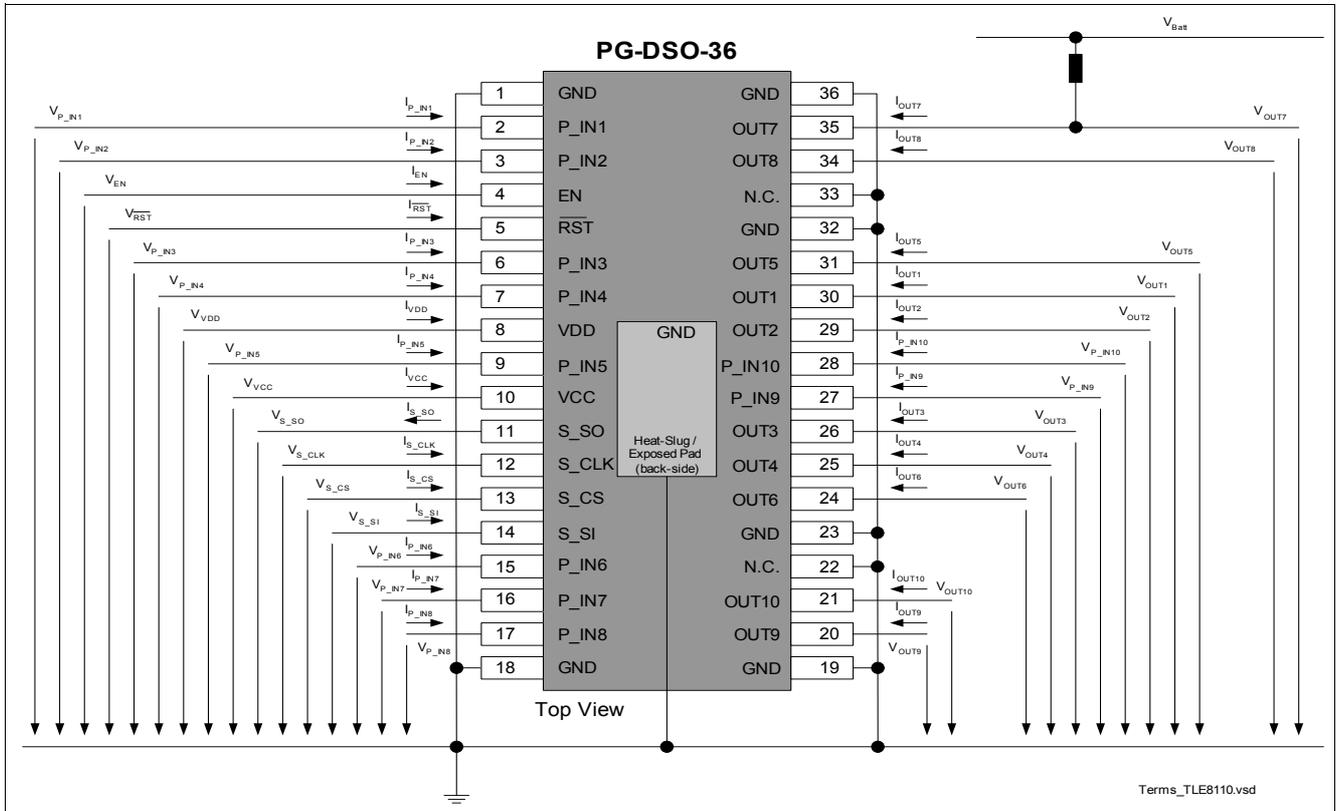 V_Batt
PG-DSO-36
1 GND GND 36
V_P_IN1 I_P_IN1 2 P_IN1 OUT7 35 I_OUT7 V_OUT7
V_P_IN2 I_P_IN2 3 P_IN2 OUT8 34 I_OUT8 V_OUT8
V_EN I_EN 4 EN N.C. 33
V_R̅S̅T̅ I_R̅S̅T̅ 5 R̅S̅T̅ GND 32
V_P_IN3 I_P_IN3 6 P_IN3 OUT5 31 I_OUT5 V_OUT5
V_P_IN4 I_P_IN4 7 P_IN4 OUT1 30 I_OUT1 V_OUT1
V_VDD I_VDD 8 VDD GND OUT2 29 I_OUT2 V_OUT2
V_P_IN5 I_P_IN5 9 P_IN5 P_IN10 28 I_P_IN10 V_P_IN10
V_VCC I_VCC 10 VCC P_IN9 27 I_P_IN9 V_P_IN9
V_S_SO I_S_SO 11 S_SO OUT3 26 I_OUT3 V_OUT3
Heat-Slug /
Exposed Pad
(back-side)
V_S_CLK I_S_CLK 12 S_CLK OUT4 25 I_OUT4 V_OUT4
V_S_CS I_S_CS 13 S_CS OUT6 24 I_OUT6 V_OUT6
V_S_SI I_S_SI 14 S_SI GND 23
V_P_IN6 I_P_IN6 15 P_IN6 N.C. 22
V_P_IN7 I_P_IN7 16 P_IN7 OUT10 21 I_OUT10 V_OUT10
V_P_IN8 I_P_IN8 17 P_IN8 OUT9 20 I_OUT9 V_OUT9
18 GND GND 19
Top View
Terms_TLE8110.vsd